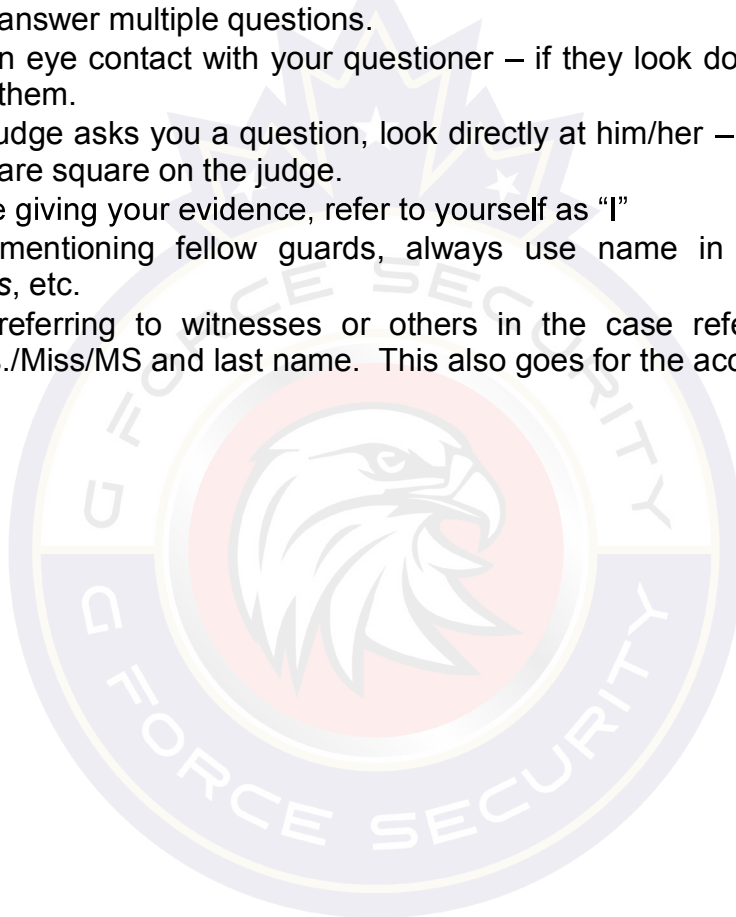 answer multiple questions.
n eye contact with your questioner – if they look do
them.
udge asks you a question, look directly at him/her –
are square on the judge.
e giving your evidence, refer to yourself as “I”
mentioning fellow guards, always use name in
s, etc.
referring to witnesses or others in the case refe
s./Miss/MS and last name. This also goes for the acc
G FORCE SECURITY
G FORCE SECURITY